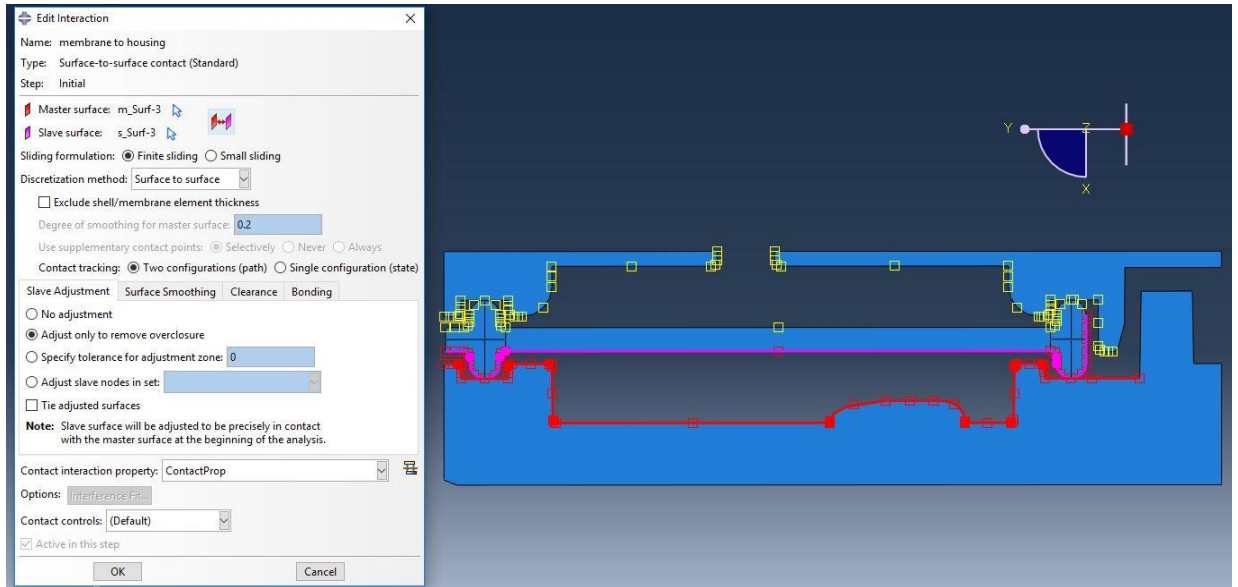 Edit Interaction
Name: membrane to housing
Type: Surface-to-surface contact (Standard)
Step: Initial
Master surface: m_Surf-3
Slave surface: s_Surf-3
Sliding formulation: Finite sliding Small sliding
Discretization method: Surface to surface
Exclude shell/membrane element thickness
Degree of smoothing for master surface: 0.2
Use supplementary contact points: Selectively Never Always
Contact tracking: Two configurations (path) Single configuration (state)
Slave Adjustment Surface Smoothing Clearance Bonding
No adjustment
Adjust only to remove overclosure
Specify tolerance for adjustment zone: 0
Adjust slave nodes in set:
Tie adjusted surfaces
Note: Slave surface will be adjusted to be precisely in contact
with the master surface at the beginning of the analysis.
Contact interaction property: ContactProp
Options: Interference Fit...
Contact controls: (Default)
Active in this step
OK Cancel
Y Z
X